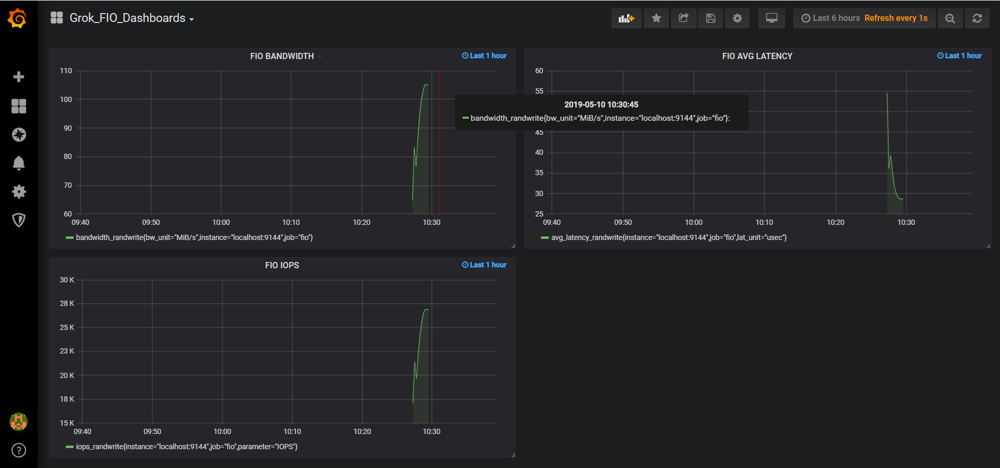 Grok_FIO_Dashboards
Last 6 hours Refresh every 1s
FIO BANDWIDTH
Last 1 hour
110
100
90
80
70
60
09:40 09:50 10:00 10:10 10:20 10:30
bandwidth_randwrite{bw_unit="MiB/s",instance="localhost:9144",job="fio"}
FIO AVG LATENCY
Last 1 hour
60
55
45
40
35
30
25
09:40 09:50 10:00 10:10 10:20 10:30
avg_latency_randwrite{instance="localhost:9144",job="fio",lat_unit="usec"}
2019-05-10 10:30:45
bandwidth_randwrite{bw_unit="MiB/s",instance="localhost:9144",job="fio"}:
FIO IOPS
Last 1 hour
30 K
28 K
25 K
23 K
20 K
18 K
15 K
09:40 09:50 10:00 10:10 10:20 10:30
iops_randwrite{instance="localhost:9144",job="fio",parameter="IOPS"}
?